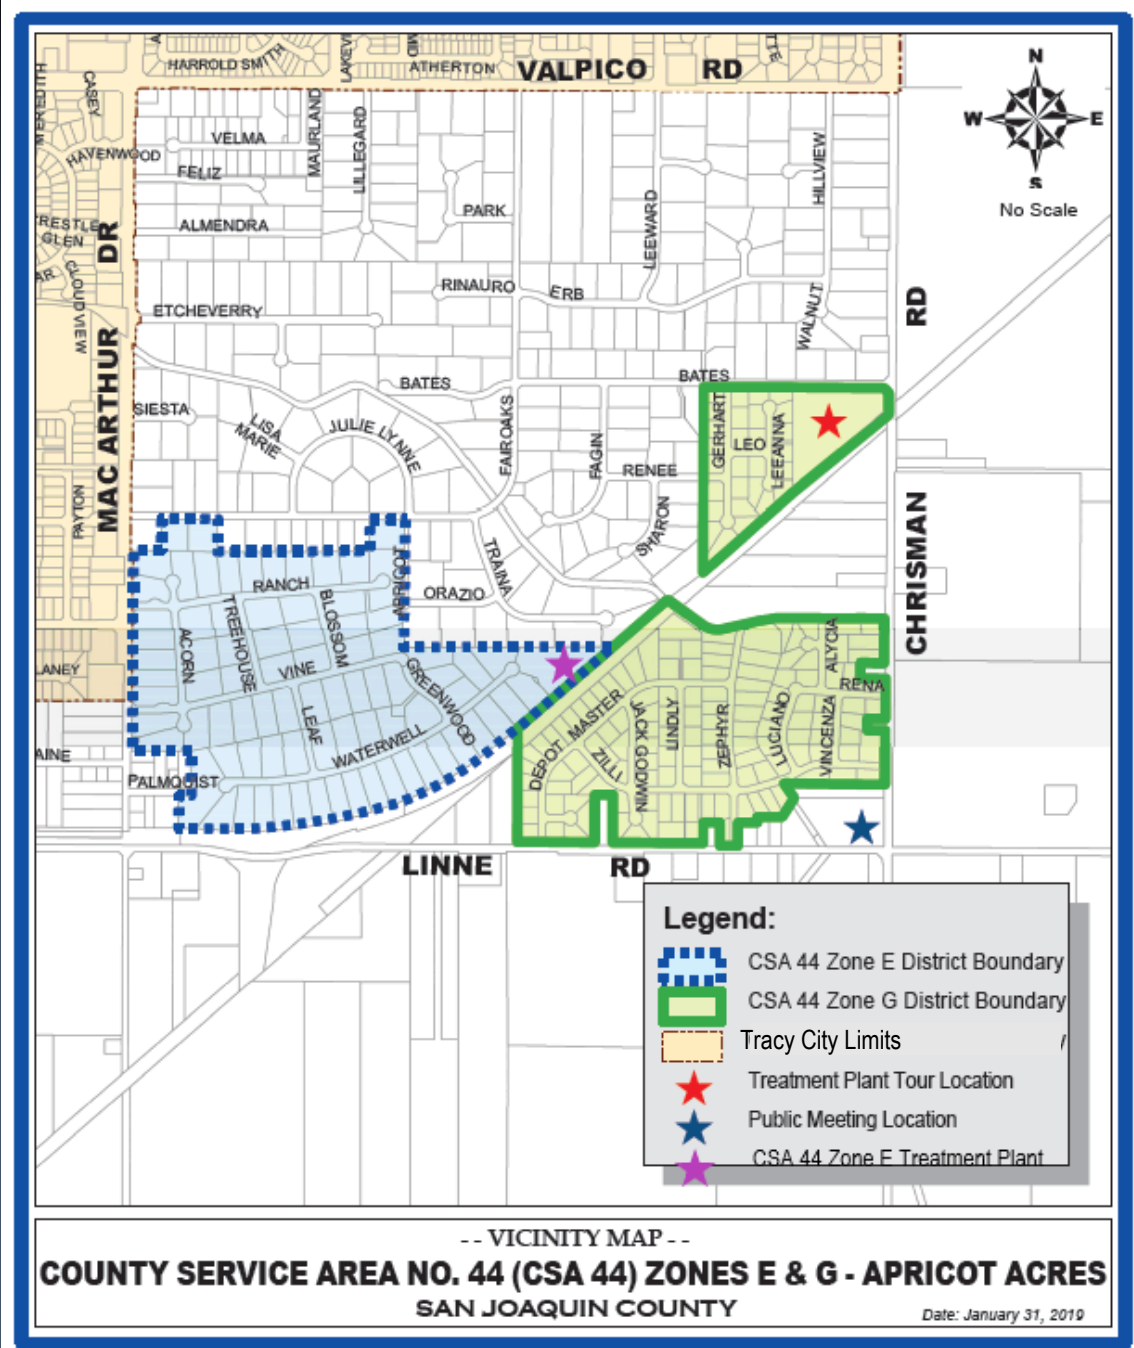 HARROLD SMITH
ATHERTON
VALPICO RD
MEREDITH
CASEY
N
W E
S
No Scale
HAVENWOOD
VELMA
MAURLAND
LILLEGARD
HILLVIEW
FELIZ
PARK
LEEWARD
ALMENDRA
GLEN
MAC ARTHUR DR
CLOUD VIEW
RINAURO
ERB
ETCHEVERRY
WALNUT
CHRISMAN RD
BATES
BATES
SIESTA
LISA
MARIE
JULIE LYNNE
FAIROAKS
FAGIN
GERHART
LEO
LEEANNA
RENEE
PAYTON
SHARON
TRAINA
APRICOT
RANCH
ORAZIO
TREEHOUSE
BLOSSOM
ACORN
ALYCIA
LANEY
VINE
GREENWOOD
RENA
DEPOT MASTER
JACK GODWIN
LINDLY
ZEPHYR
LUCIANO
VINCENZA
LEAF
WATERWELL
ZILLI
AINE
PALMQUIST
LINNE RD
Legend:
CSA 44 Zone E District Boundary
CSA 44 Zone G District Boundary
Tracy City Limits
Treatment Plant Tour Location
Public Meeting Location
CSA 44 Zone E Treatment Plant
- - VICINITY MAP - -
COUNTY SERVICE AREA NO. 44 (CSA 44) ZONES E & G - APRICOT ACRES
SAN JOAQUIN COUNTY
Date: January 31, 2019